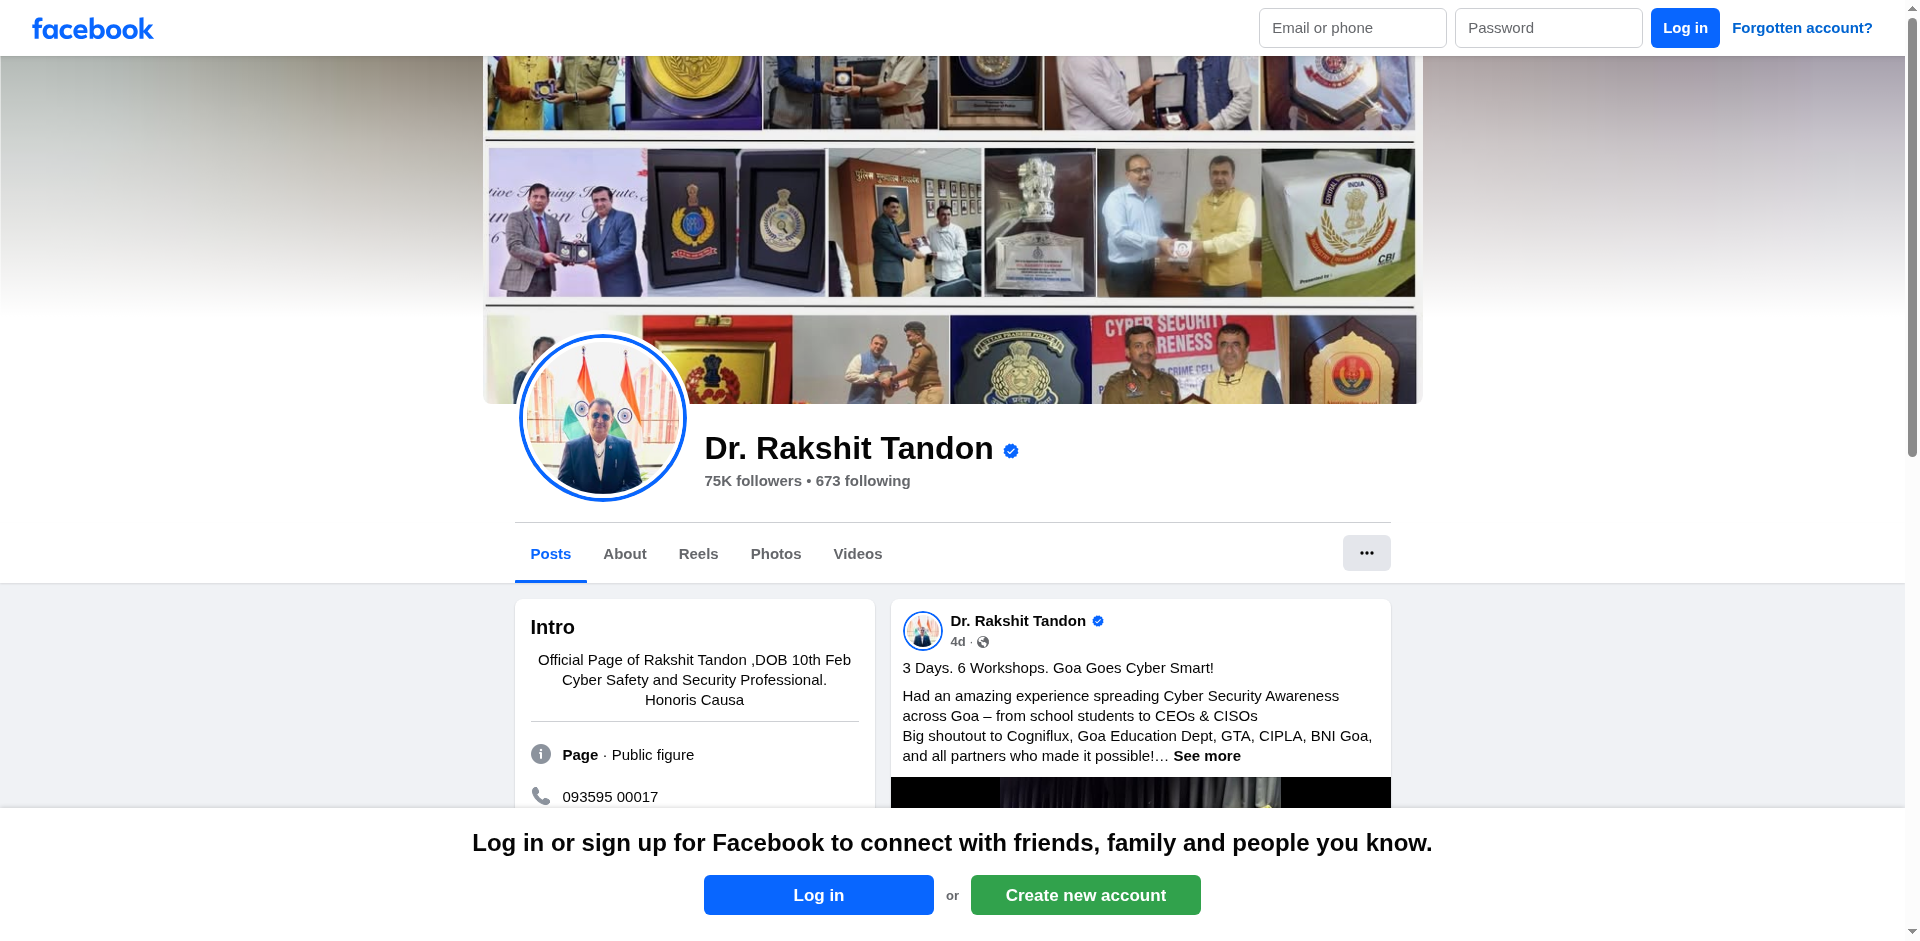 facebook
Email or phone
Password
Log in
Forgotten account?
INDIA
CBI
Presented by :
CYBER SECURITY
RENESS
CRIME CELL
Dr. Rakshit Tandon
75K followers • 673 following
Posts
About
Reels
Photos
Videos
Intro
Official Page of Rakshit Tandon ,DOB 10th Feb
Cyber Safety and Security Professional.
Honoris Causa
Page · Public figure
093595 00017
Dr. Rakshit Tandon
4d ·
3 Days. 6 Workshops. Goa Goes Cyber Smart!
Had an amazing experience spreading Cyber Security Awareness
across Goa – from school students to CEOs & CISOs
Big shoutout to Cogniflux, Goa Education Dept, GTA, CIPLA, BNI Goa,
and all partners who made it possible!… See more
Log in or sign up for Facebook to connect with friends, family and people you know.
Log in
or
Create new account